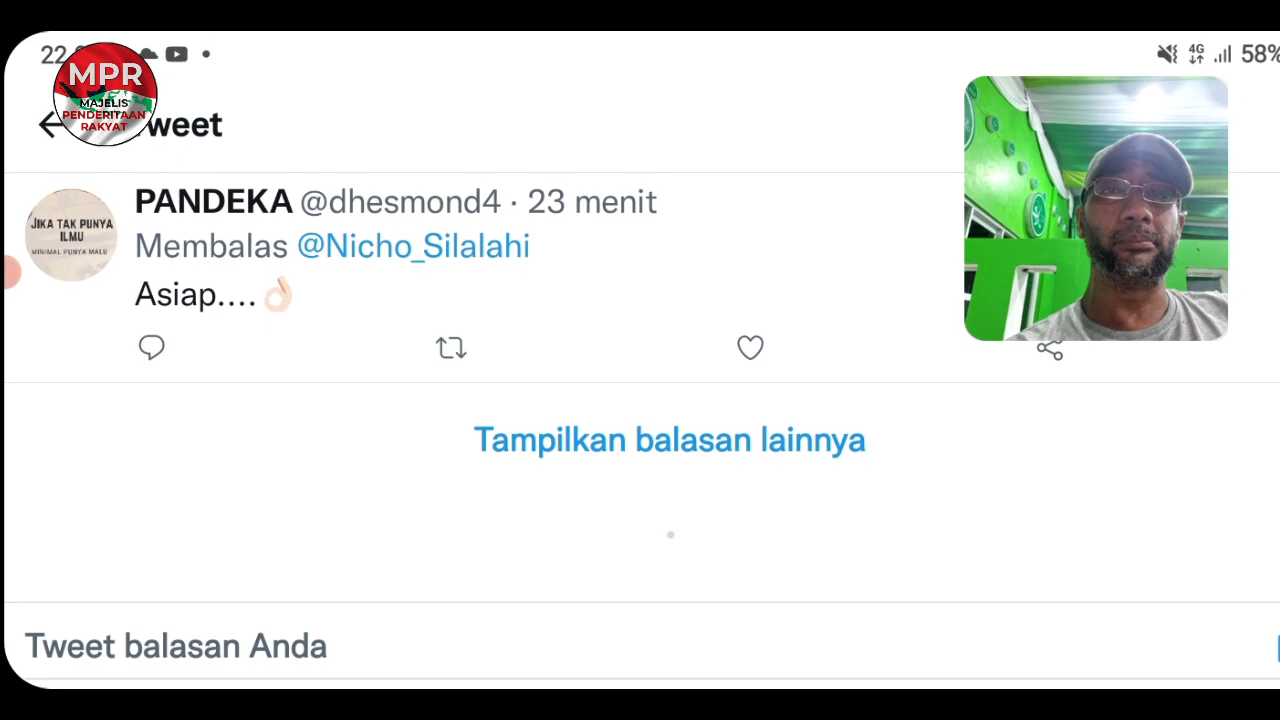 22
4G
58%
MPR
MAJELIS
PENDERITAAN
RAKYAT
weet
JIKA TAK PUNYA
ILMU
MINIMAL PUNYA MALU
PANDEKA @dhesmond4 · 23 menit
Membalas @Nicho_Silalahi
Asiap....👌🏻
Tampilkan balasan lainnya
Tweet balasan Anda